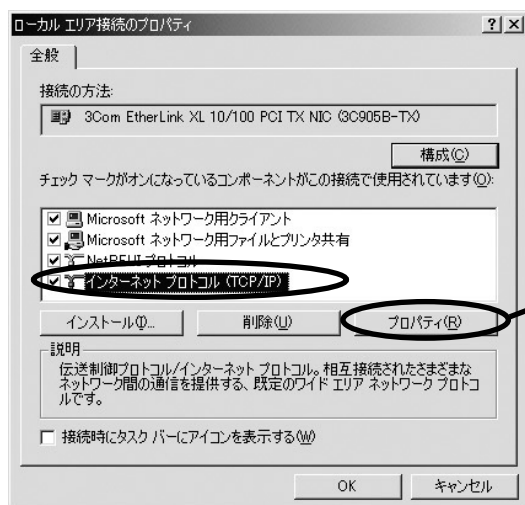 ローカル エリア接続のプロパティ
全般
接続の方法:
3Com EtherLink XL 10/100 PCI TX NIC (3C905B-TX)
構成(C)
チェック マークがオンになっているコンポーネントがこの接続で使用されています(O):
Microsoft ネットワーク用クライアント
Microsoft ネットワーク用ファイルとプリンタ共有
NetBEUI プロトコル
インターネット プロトコル (TCP/IP)
インストール(I)... 削除(U) プロパティ(R)
説明
伝送制御プロトコル/インターネット プロトコル。相互接続されたさまざまな
ネットワーク間の通信を提供する、既定のワイド エリア ネットワーク プロトコ
ルです。
接続時にタスク バーにアイコンを表示する(W)
OK キャンセル